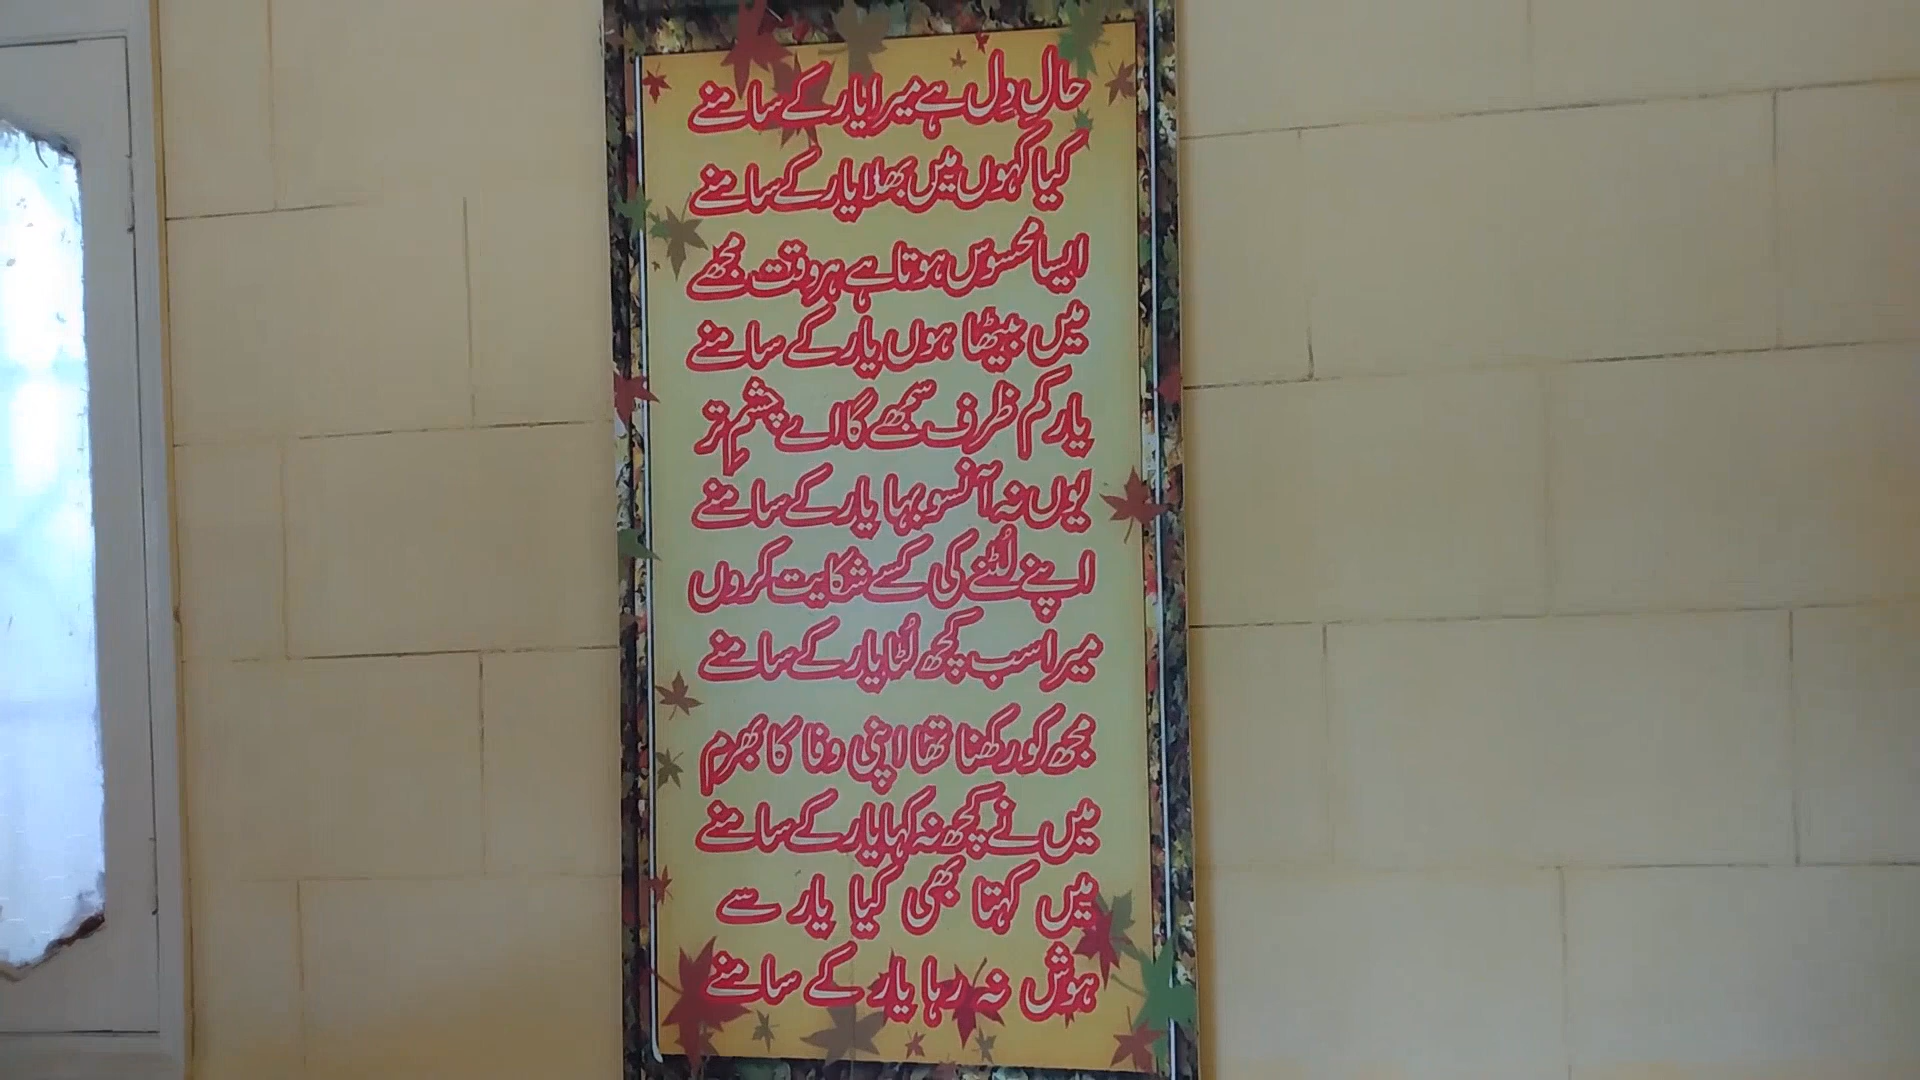 حالِ دِل ہے میرا یار کے سامنے
کیا کہوں میں بھلا یار کے سامنے
ایسا محسوس ہوتا ہے ہر وقت مجھے
میں بیٹھا ہوں یار کے سامنے
یار کم ظرف سمجھے گا اے چشمِ تر
یوں نہ آنسو بہا یار کے سامنے
اپنے لُٹنے کی کسے شکایت کروں
میرا سب کچھ لُٹا یار کے سامنے
مجھ کو رکھنا تھا اپنی وفا کا بھرم
میں نے کچھ نہ کہا یار کے سامنے
میں کہتا بھی کیا یار سے
ہوش نہ رہا یار کے سامنے